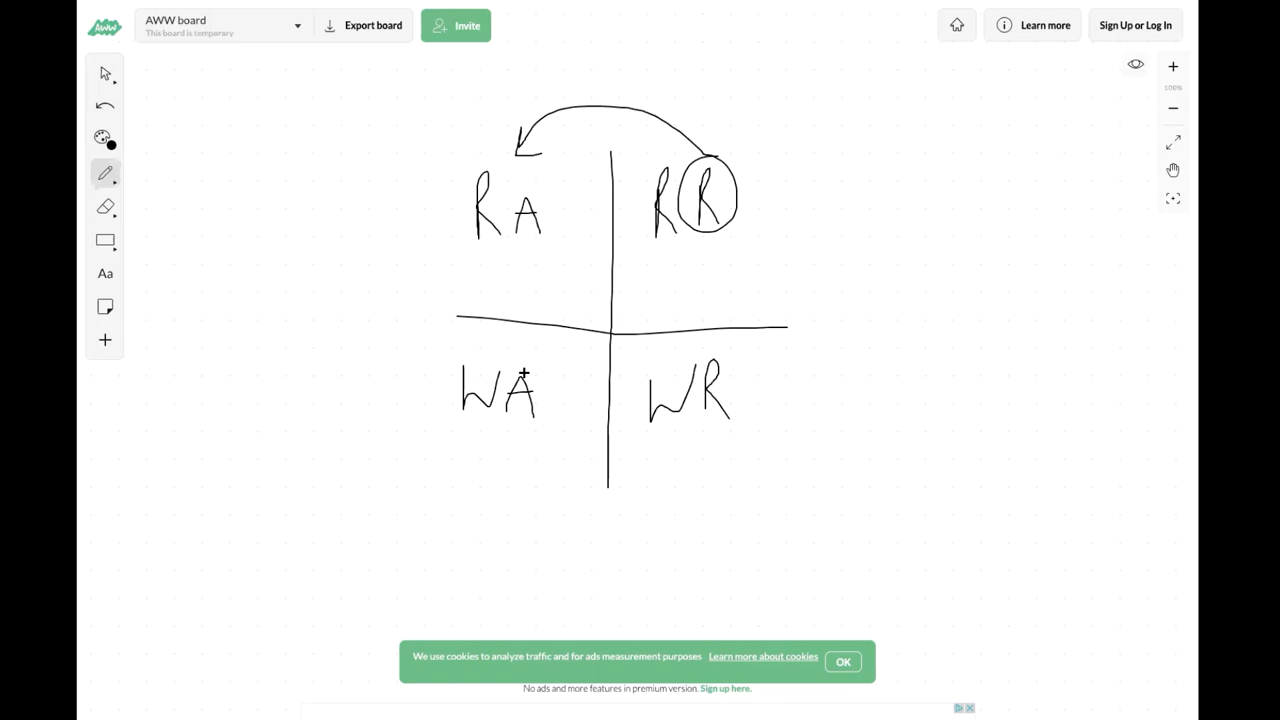 AWW
AWW board
This board is temporary
Export board
Invite
Learn more
Sign Up or Log In
100%
Aa
RA
RR
WA
WR
We use cookies to analyze traffic and for ads measurement purposes Learn more about cookies OK
No ads and more features in premium version. Sign up here.